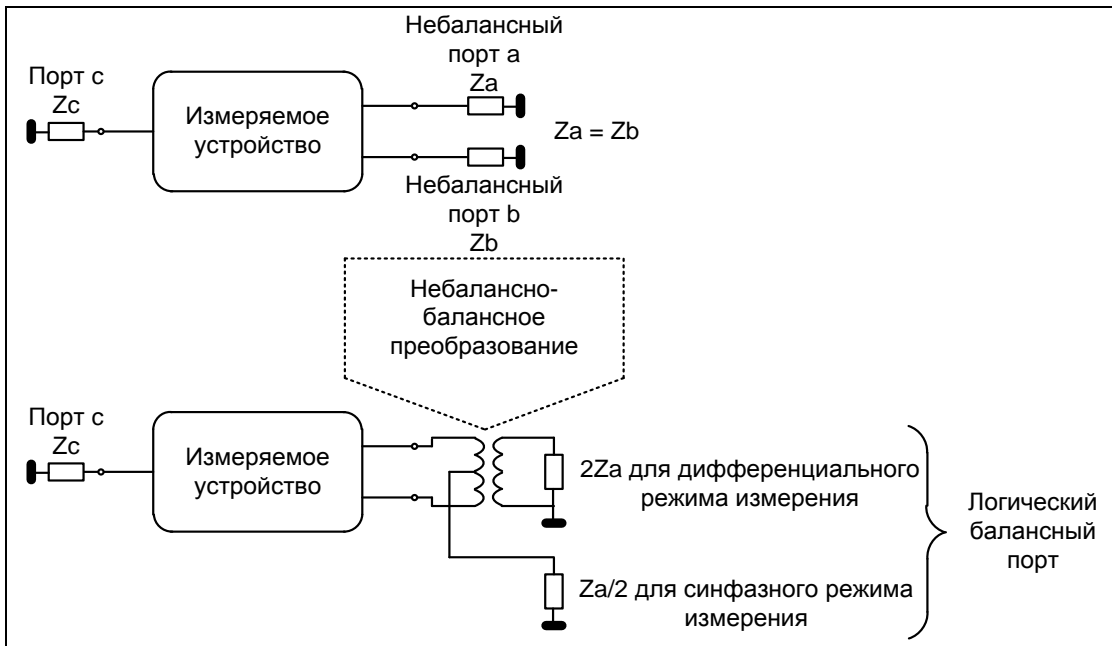 Небалансный
порт a
Za
Порт с
Zc
Измеряемое
устройство
Za = Zb
Небалансный
порт b
Zb
Небалансно-
балансное
преобразование
Порт с
Zc
Измеряемое
устройство
2Za для дифференциального
режима измерения
Za/2 для синфазного режима
измерения
Логический
балансный
порт